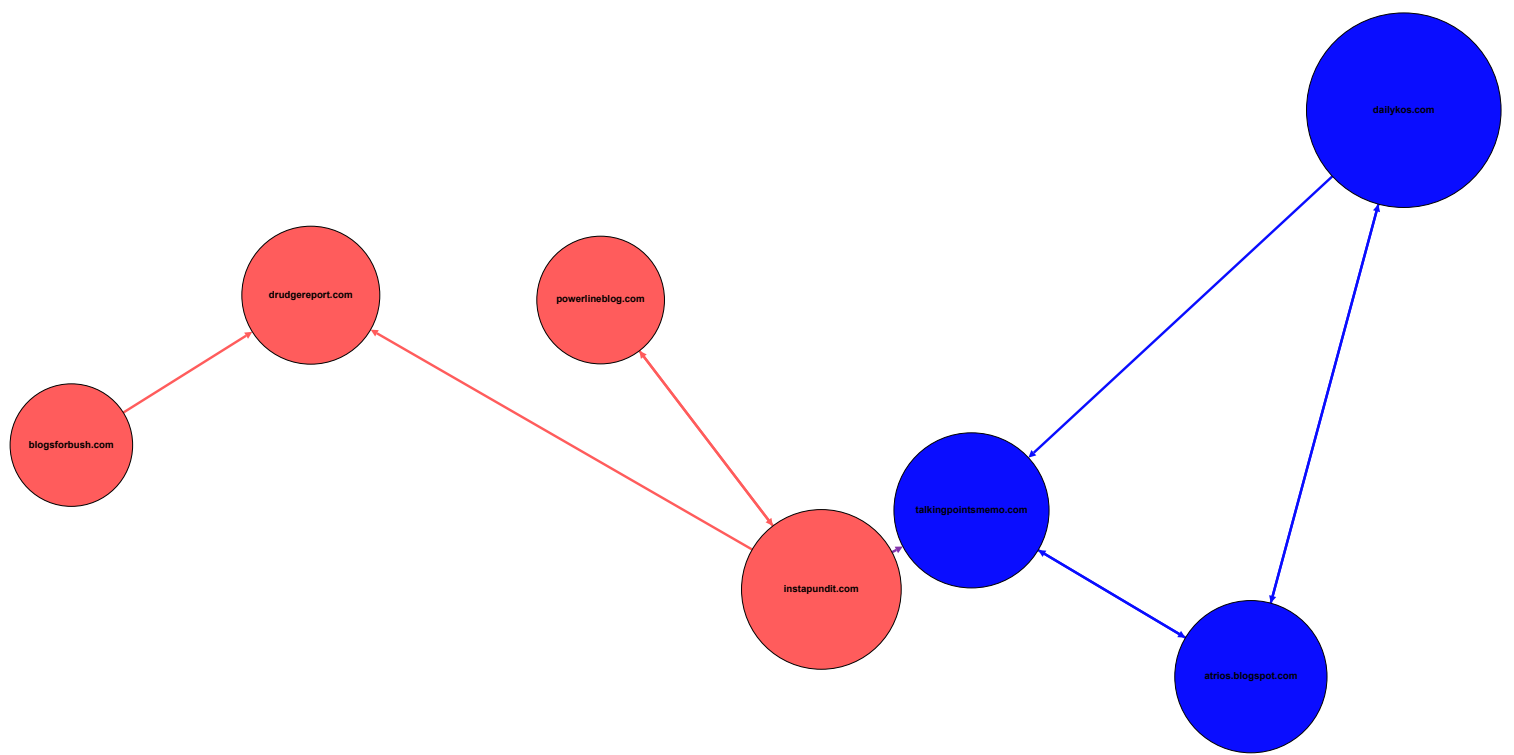 dailykos.com
drudgereport.com
powerlineblog.com
blogsforbush.com
talkingpointsmemo.com
instapundit.com
atrios.blogspot.com